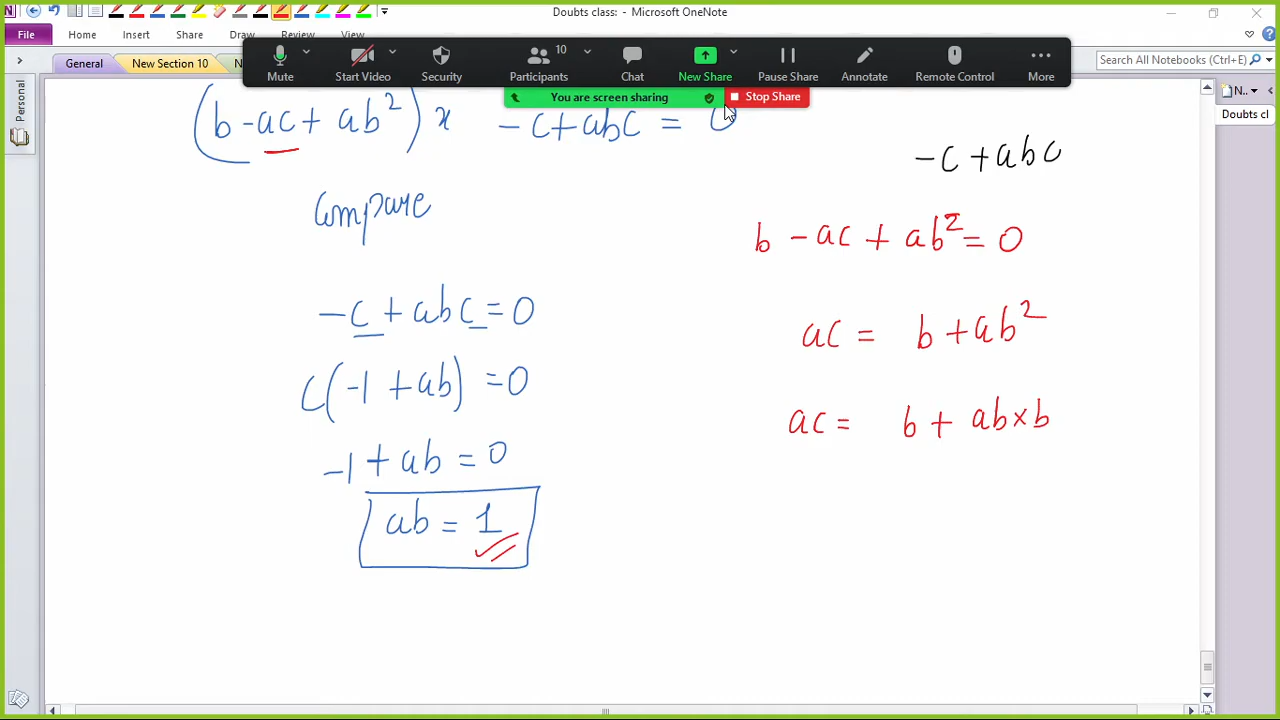 Doubts class: - Microsoft OneNote
File Home Insert Share
General New Section 10
Mute Start Video Security Participants 10 Chat New Share Pause Share Annotate Remote Control More
You are screen sharing Stop Share
Search All Notebooks (Ctrl+E)
Personal
Doubts cl
(b - ac + ab²) x - c + abc = 0
compare
-c + abc = 0
c(-1 + ab) = 0
-1 + ab = 0
ab = 1
-c + abc
b - ac + ab² = 0
ac = b + ab²
ac = b + ab × b